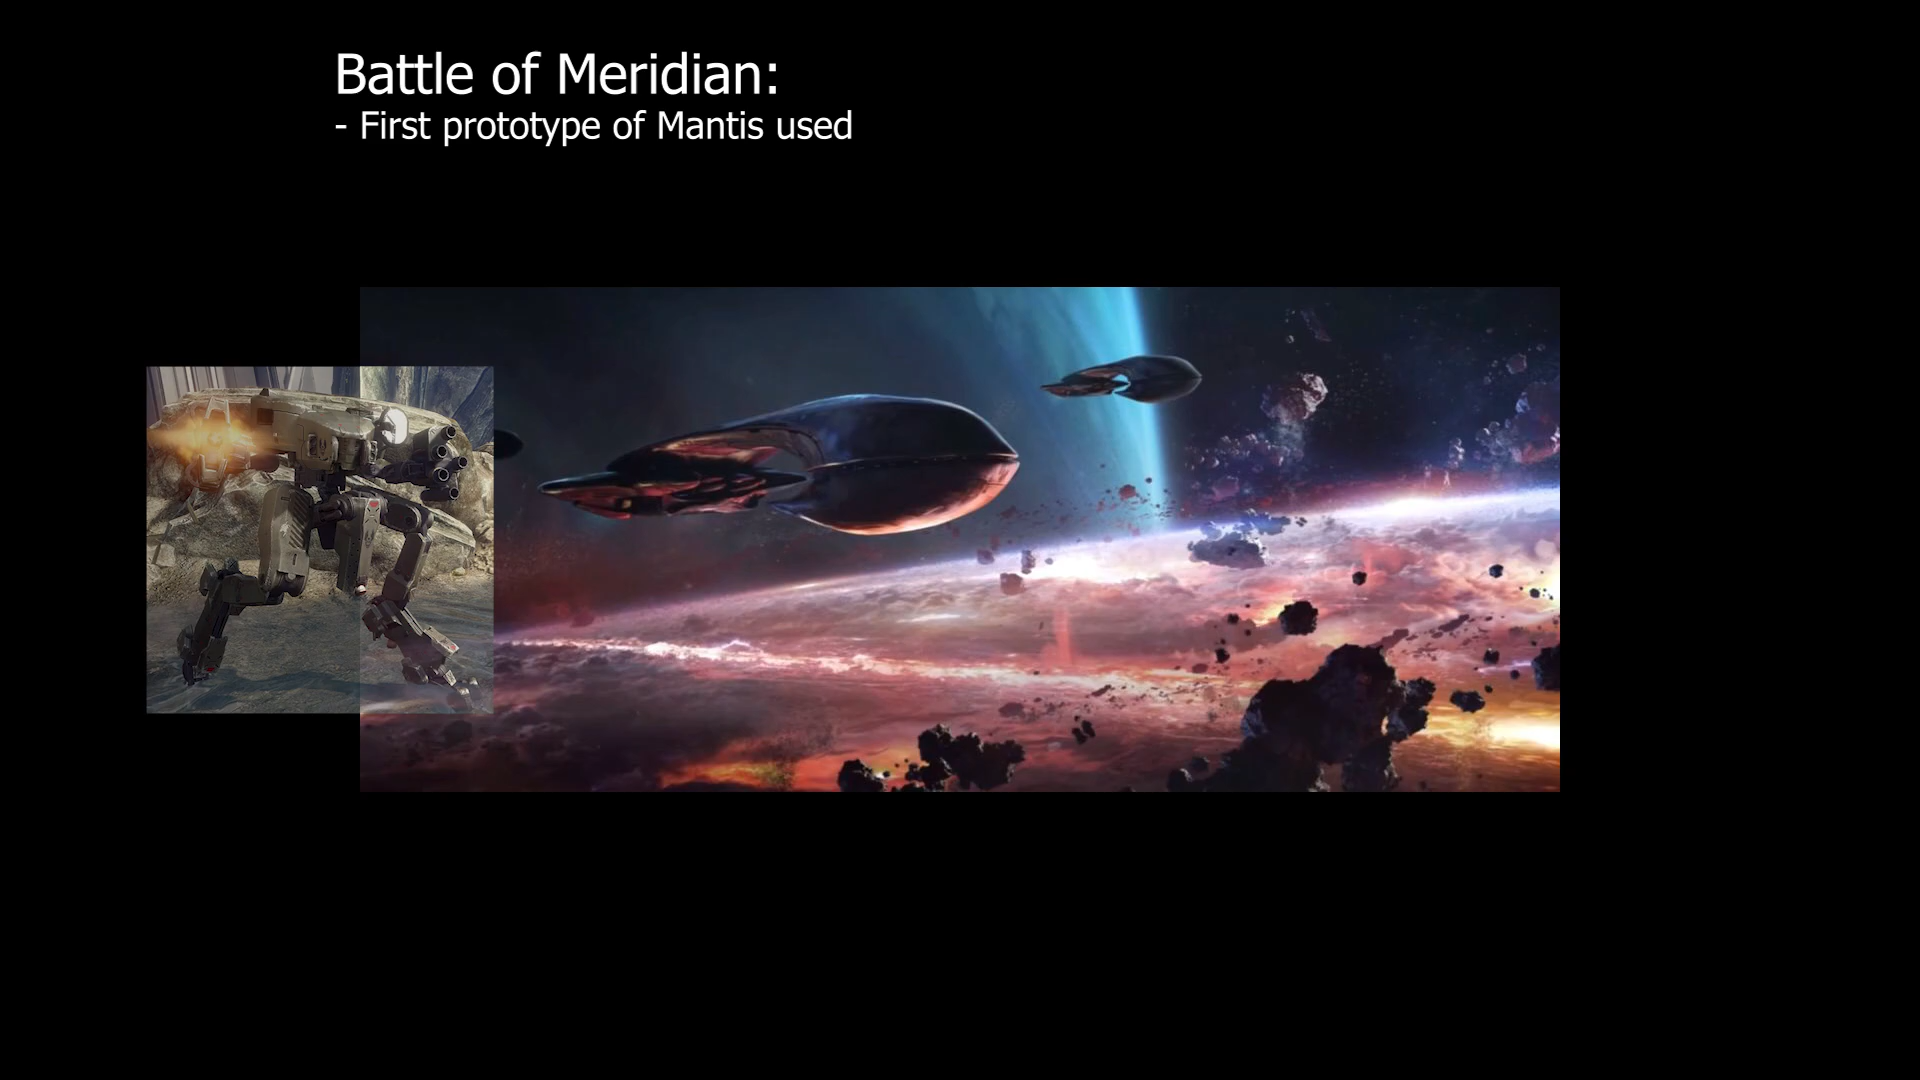 Battle of Meridian:
- First prototype of Mantis used